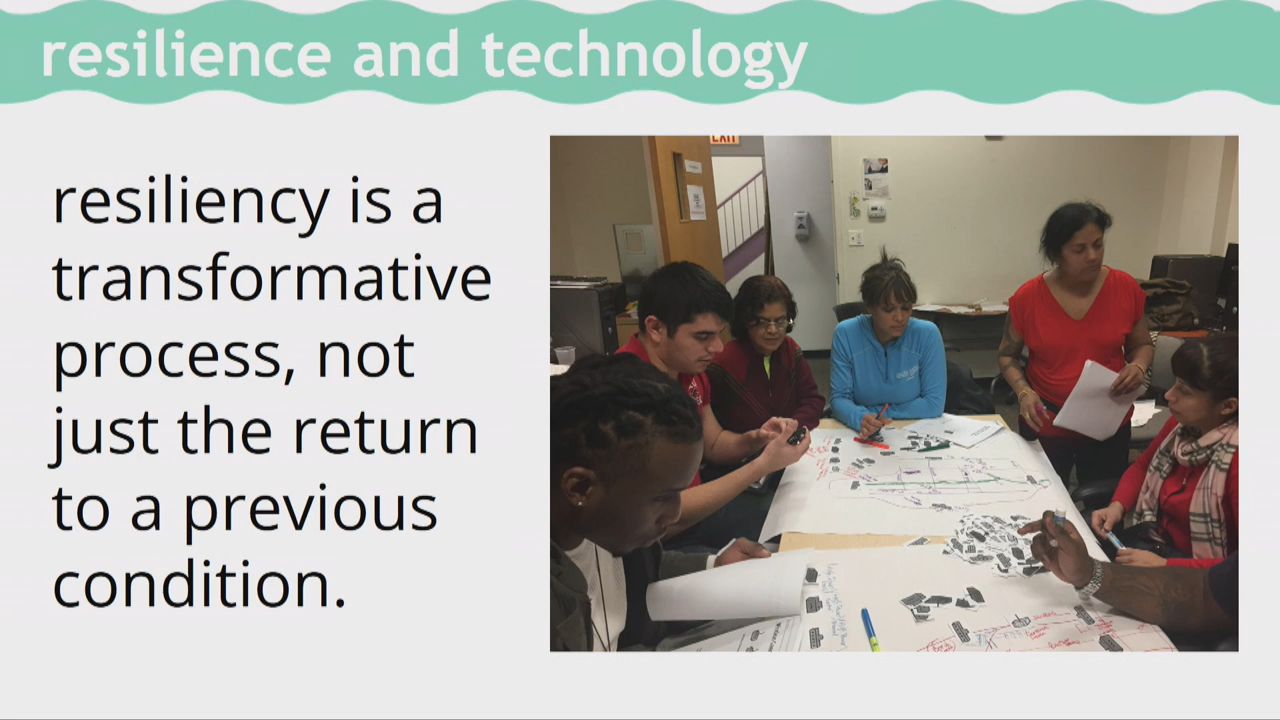 resilience and technology
resiliency is a
transformative
process, not
just the return
to a previous
condition.
EXIT